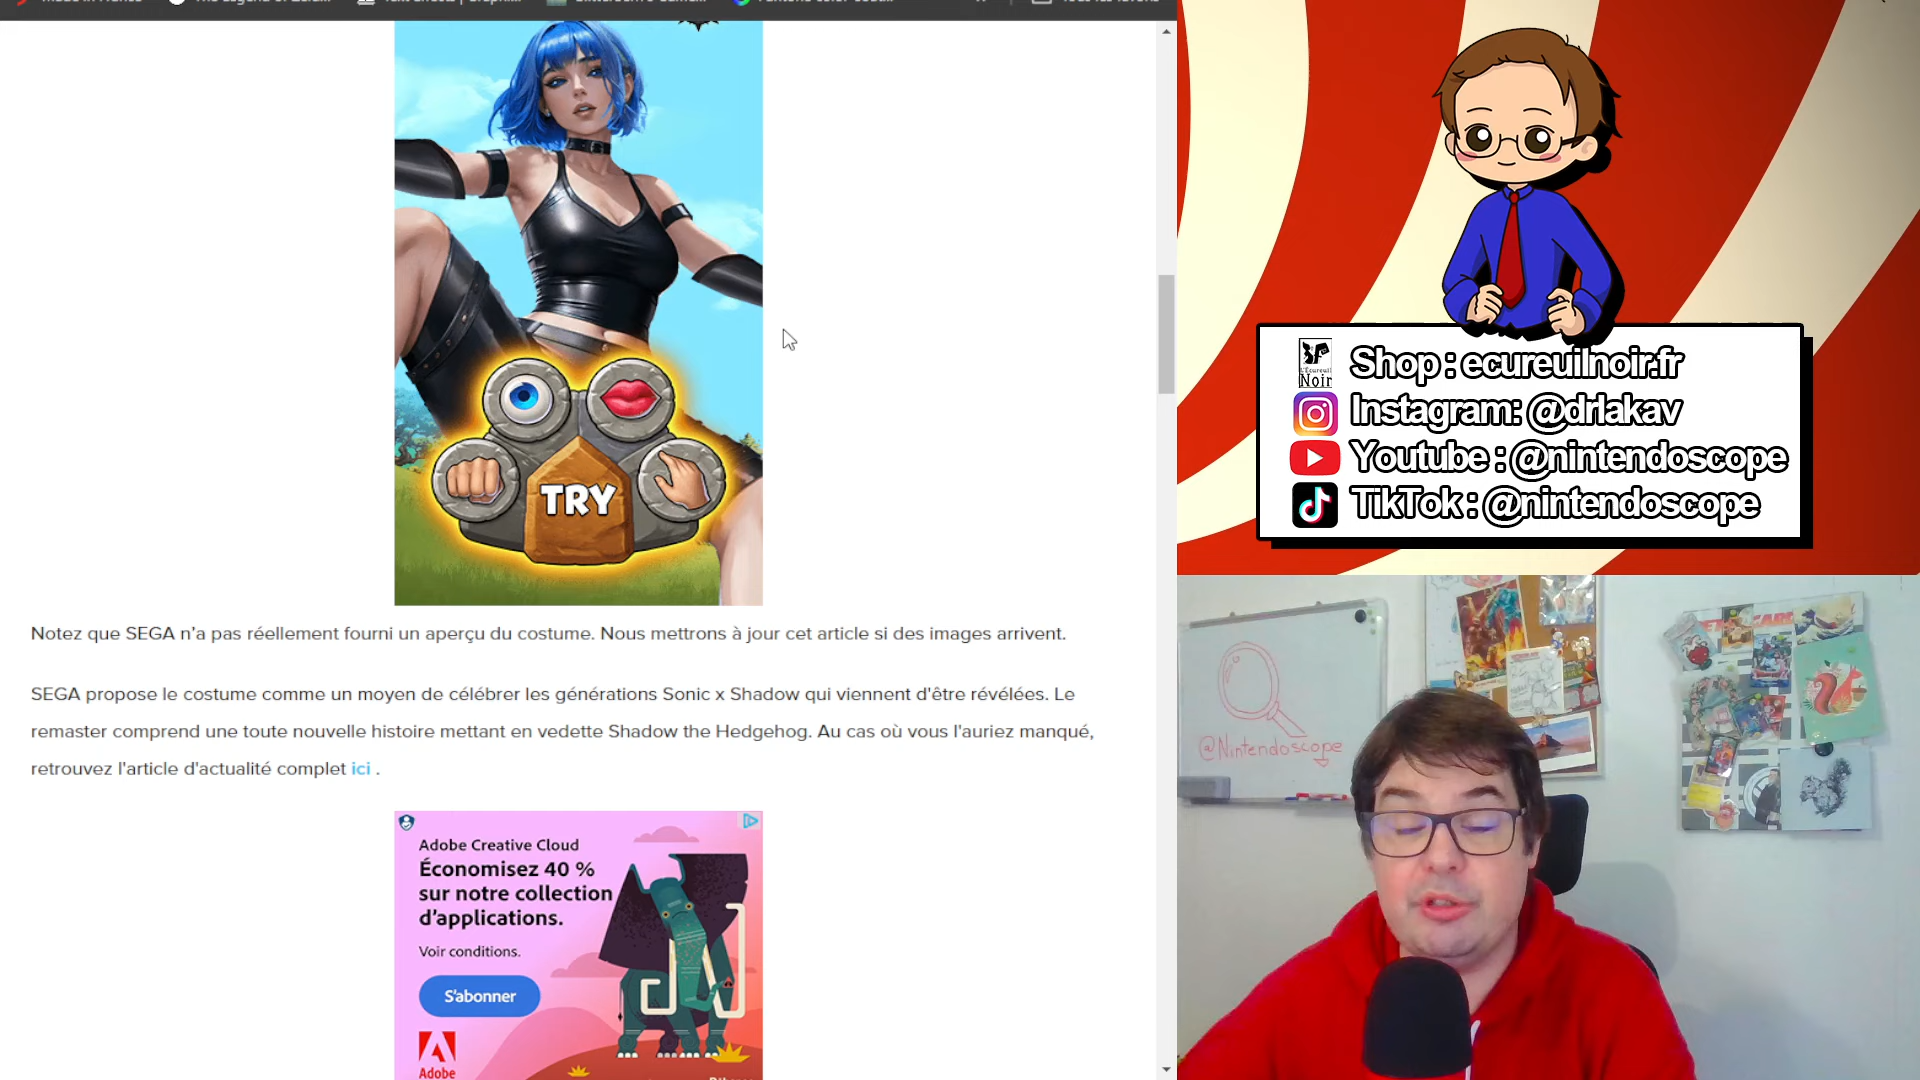 TRY
Notez que SEGA n’a pas réellement fourni un aperçu du costume. Nous mettrons à jour cet article si des images arrivent.
SEGA propose le costume comme un moyen de célébrer les générations Sonic x Shadow qui viennent d'être révélées. Le
remaster comprend une toute nouvelle histoire mettant en vedette Shadow the Hedgehog. Au cas où vous l'auriez manqué,
retrouvez l'article d'actualité complet ici .
Adobe Creative Cloud
Économisez 40 %
sur notre collection
d’applications.
Voir conditions.
S’abonner
Adobe
L'Écureuil
Noir
Shop : ecureuilnoir.fr
Instagram: @drlakav
Youtube : @nintendoscope
TikTok : @nintendoscope
@Nintendoscope